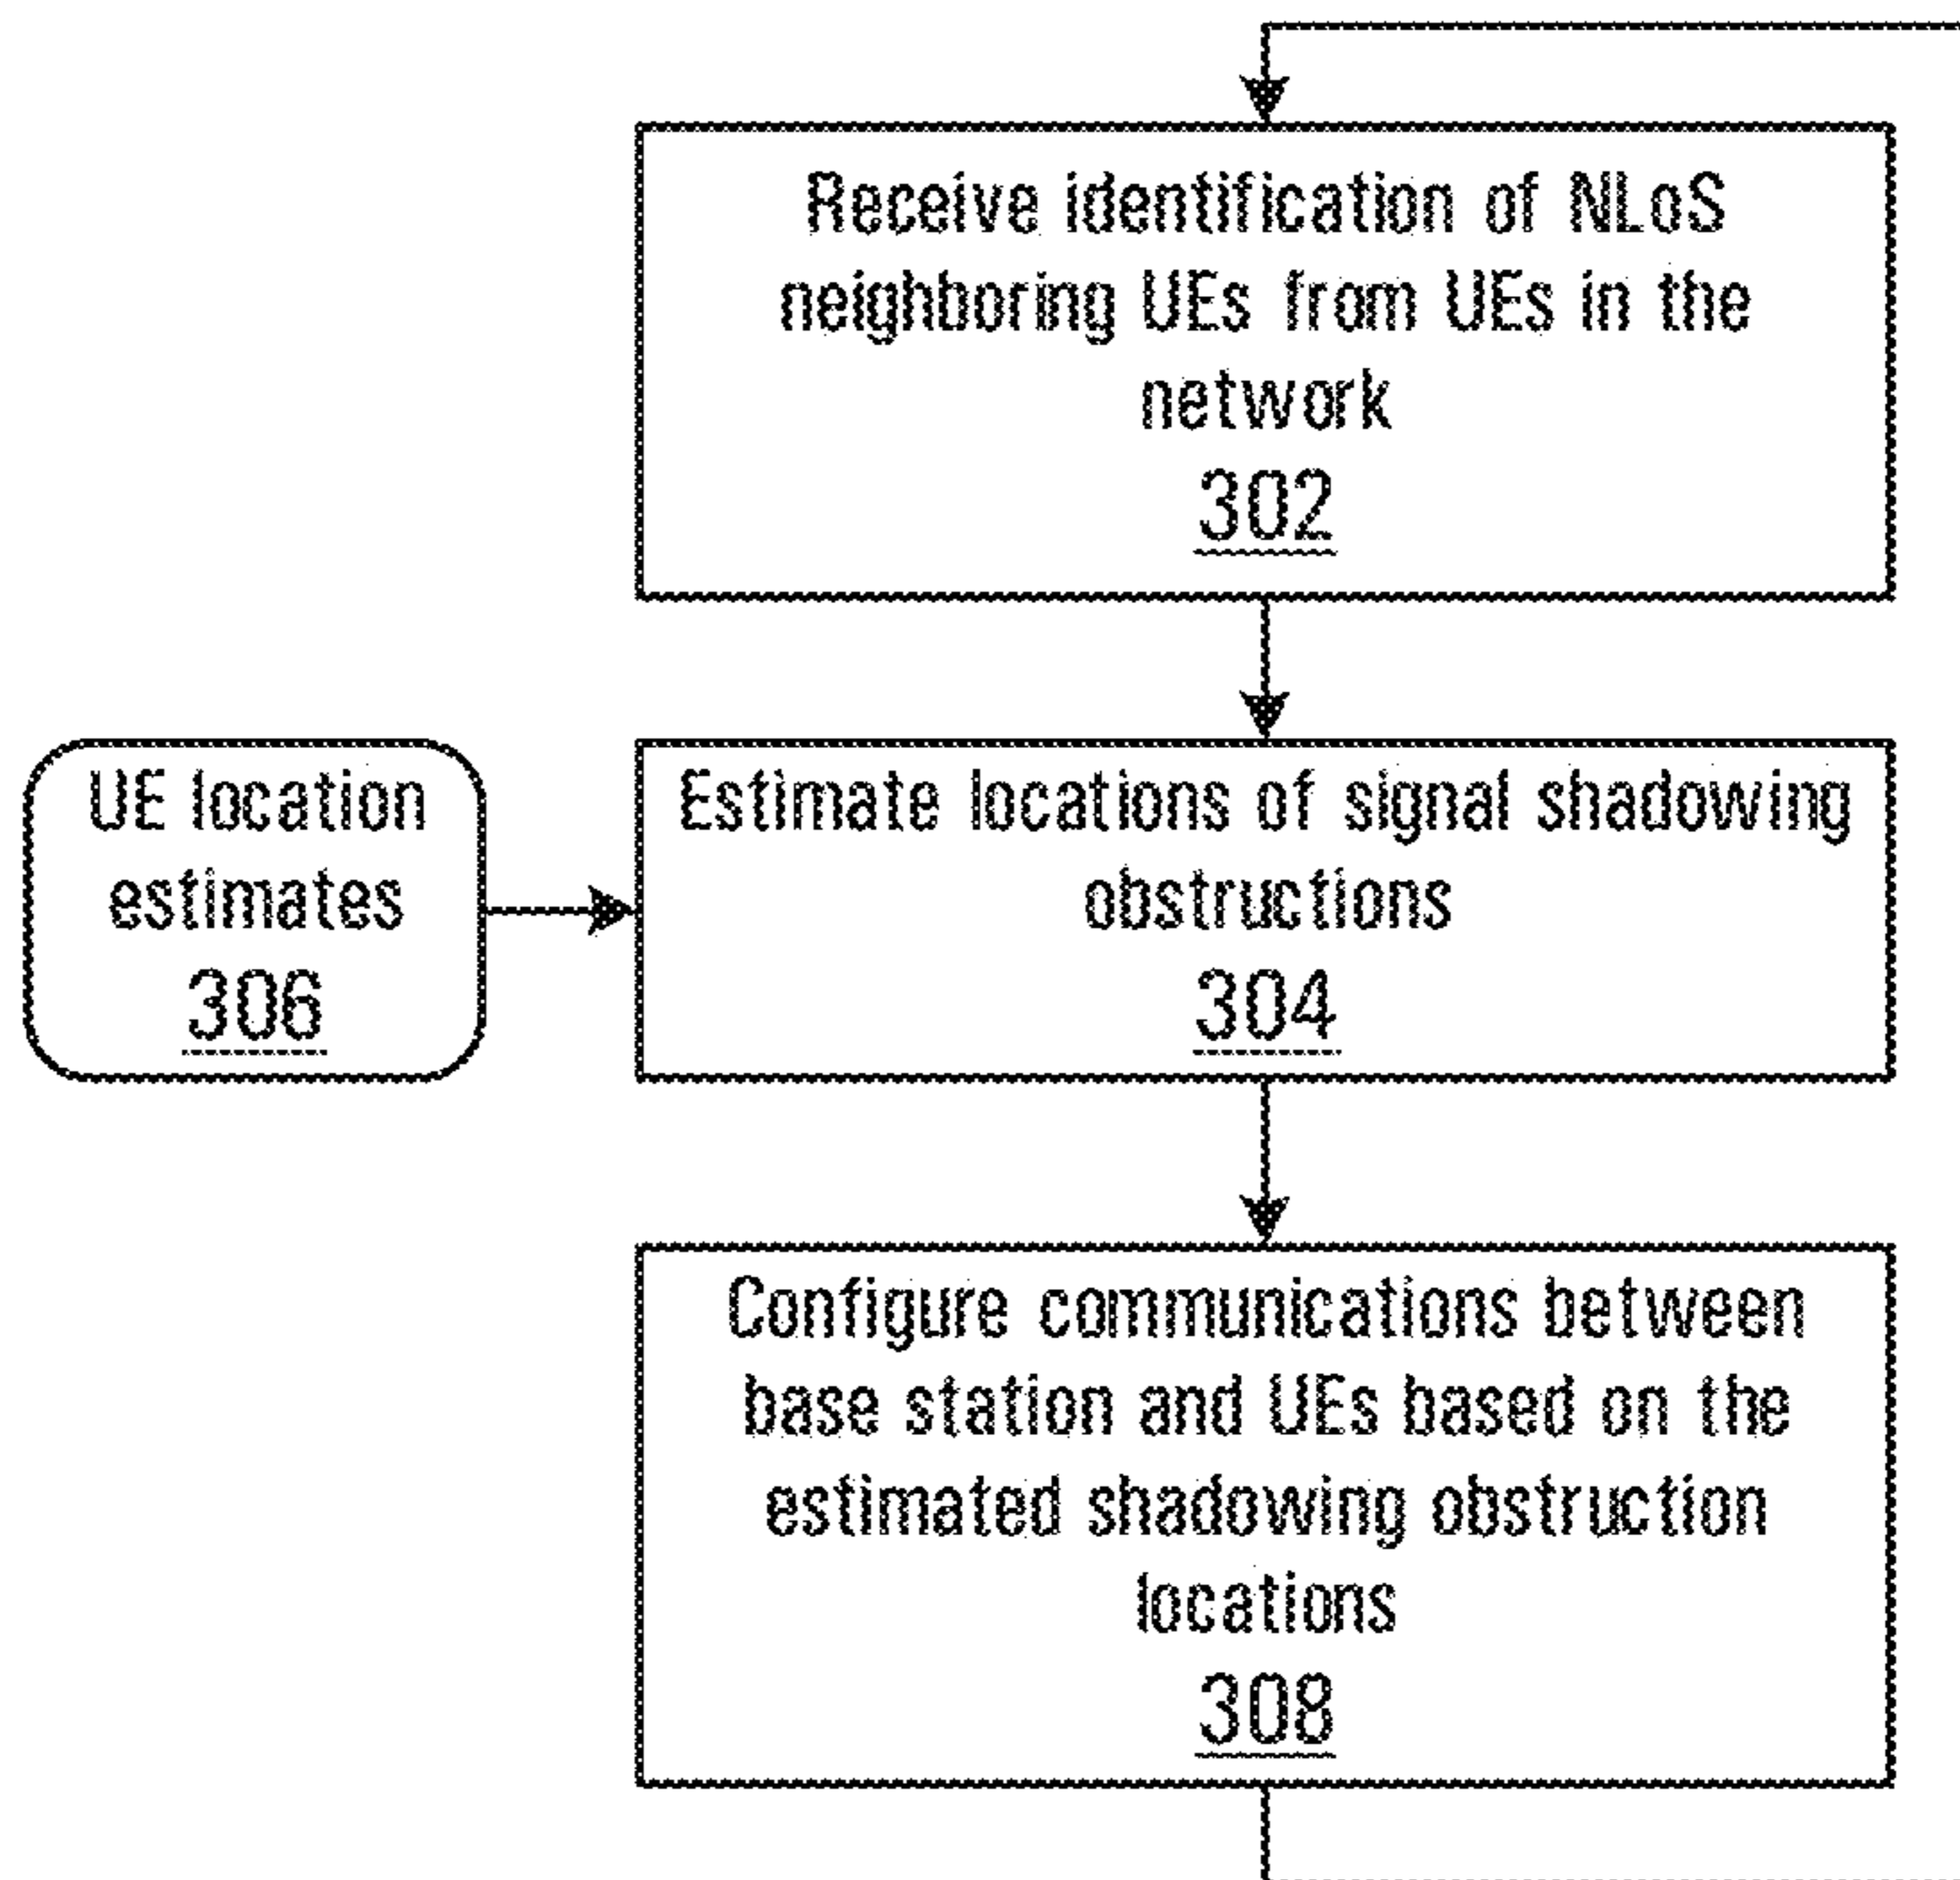 Receive identification of NLoS
neighboring UEs from UEs in the
network
302
UE location
estimates
306
Estimate locations of signal shadowing
obstructions
304
Configure communications between
base station and UEs based on the
estimated shadowing obstruction
locations
308